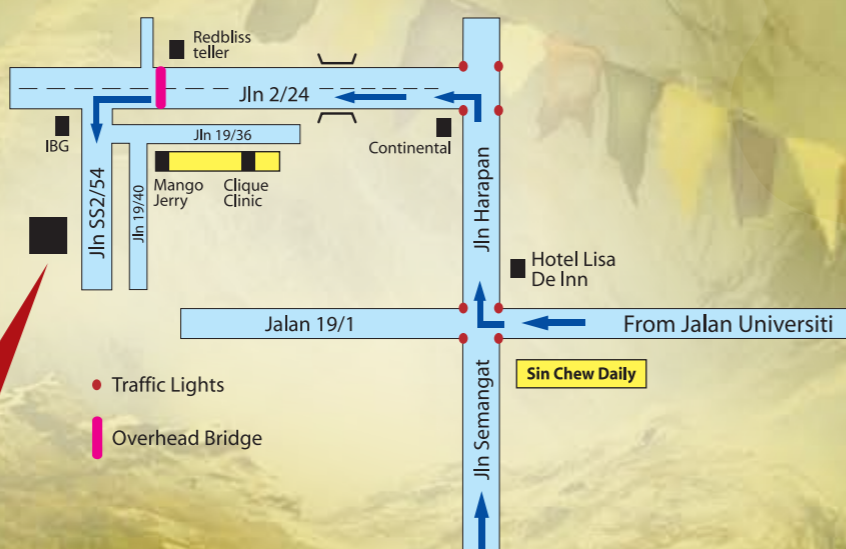 Redbliss
teller
Jln 2/24
IBG
Jln 19/36
Continental
Mango
Jerry
Clique
Clinic
Jln SS2/54
Jln 19/40
Jln Harapan
Hotel Lisa
De Inn
Jalan 19/1
From Jalan Universiti
Sin Chew Daily
Jln Semangat
Traffic Lights
Overhead Bridge